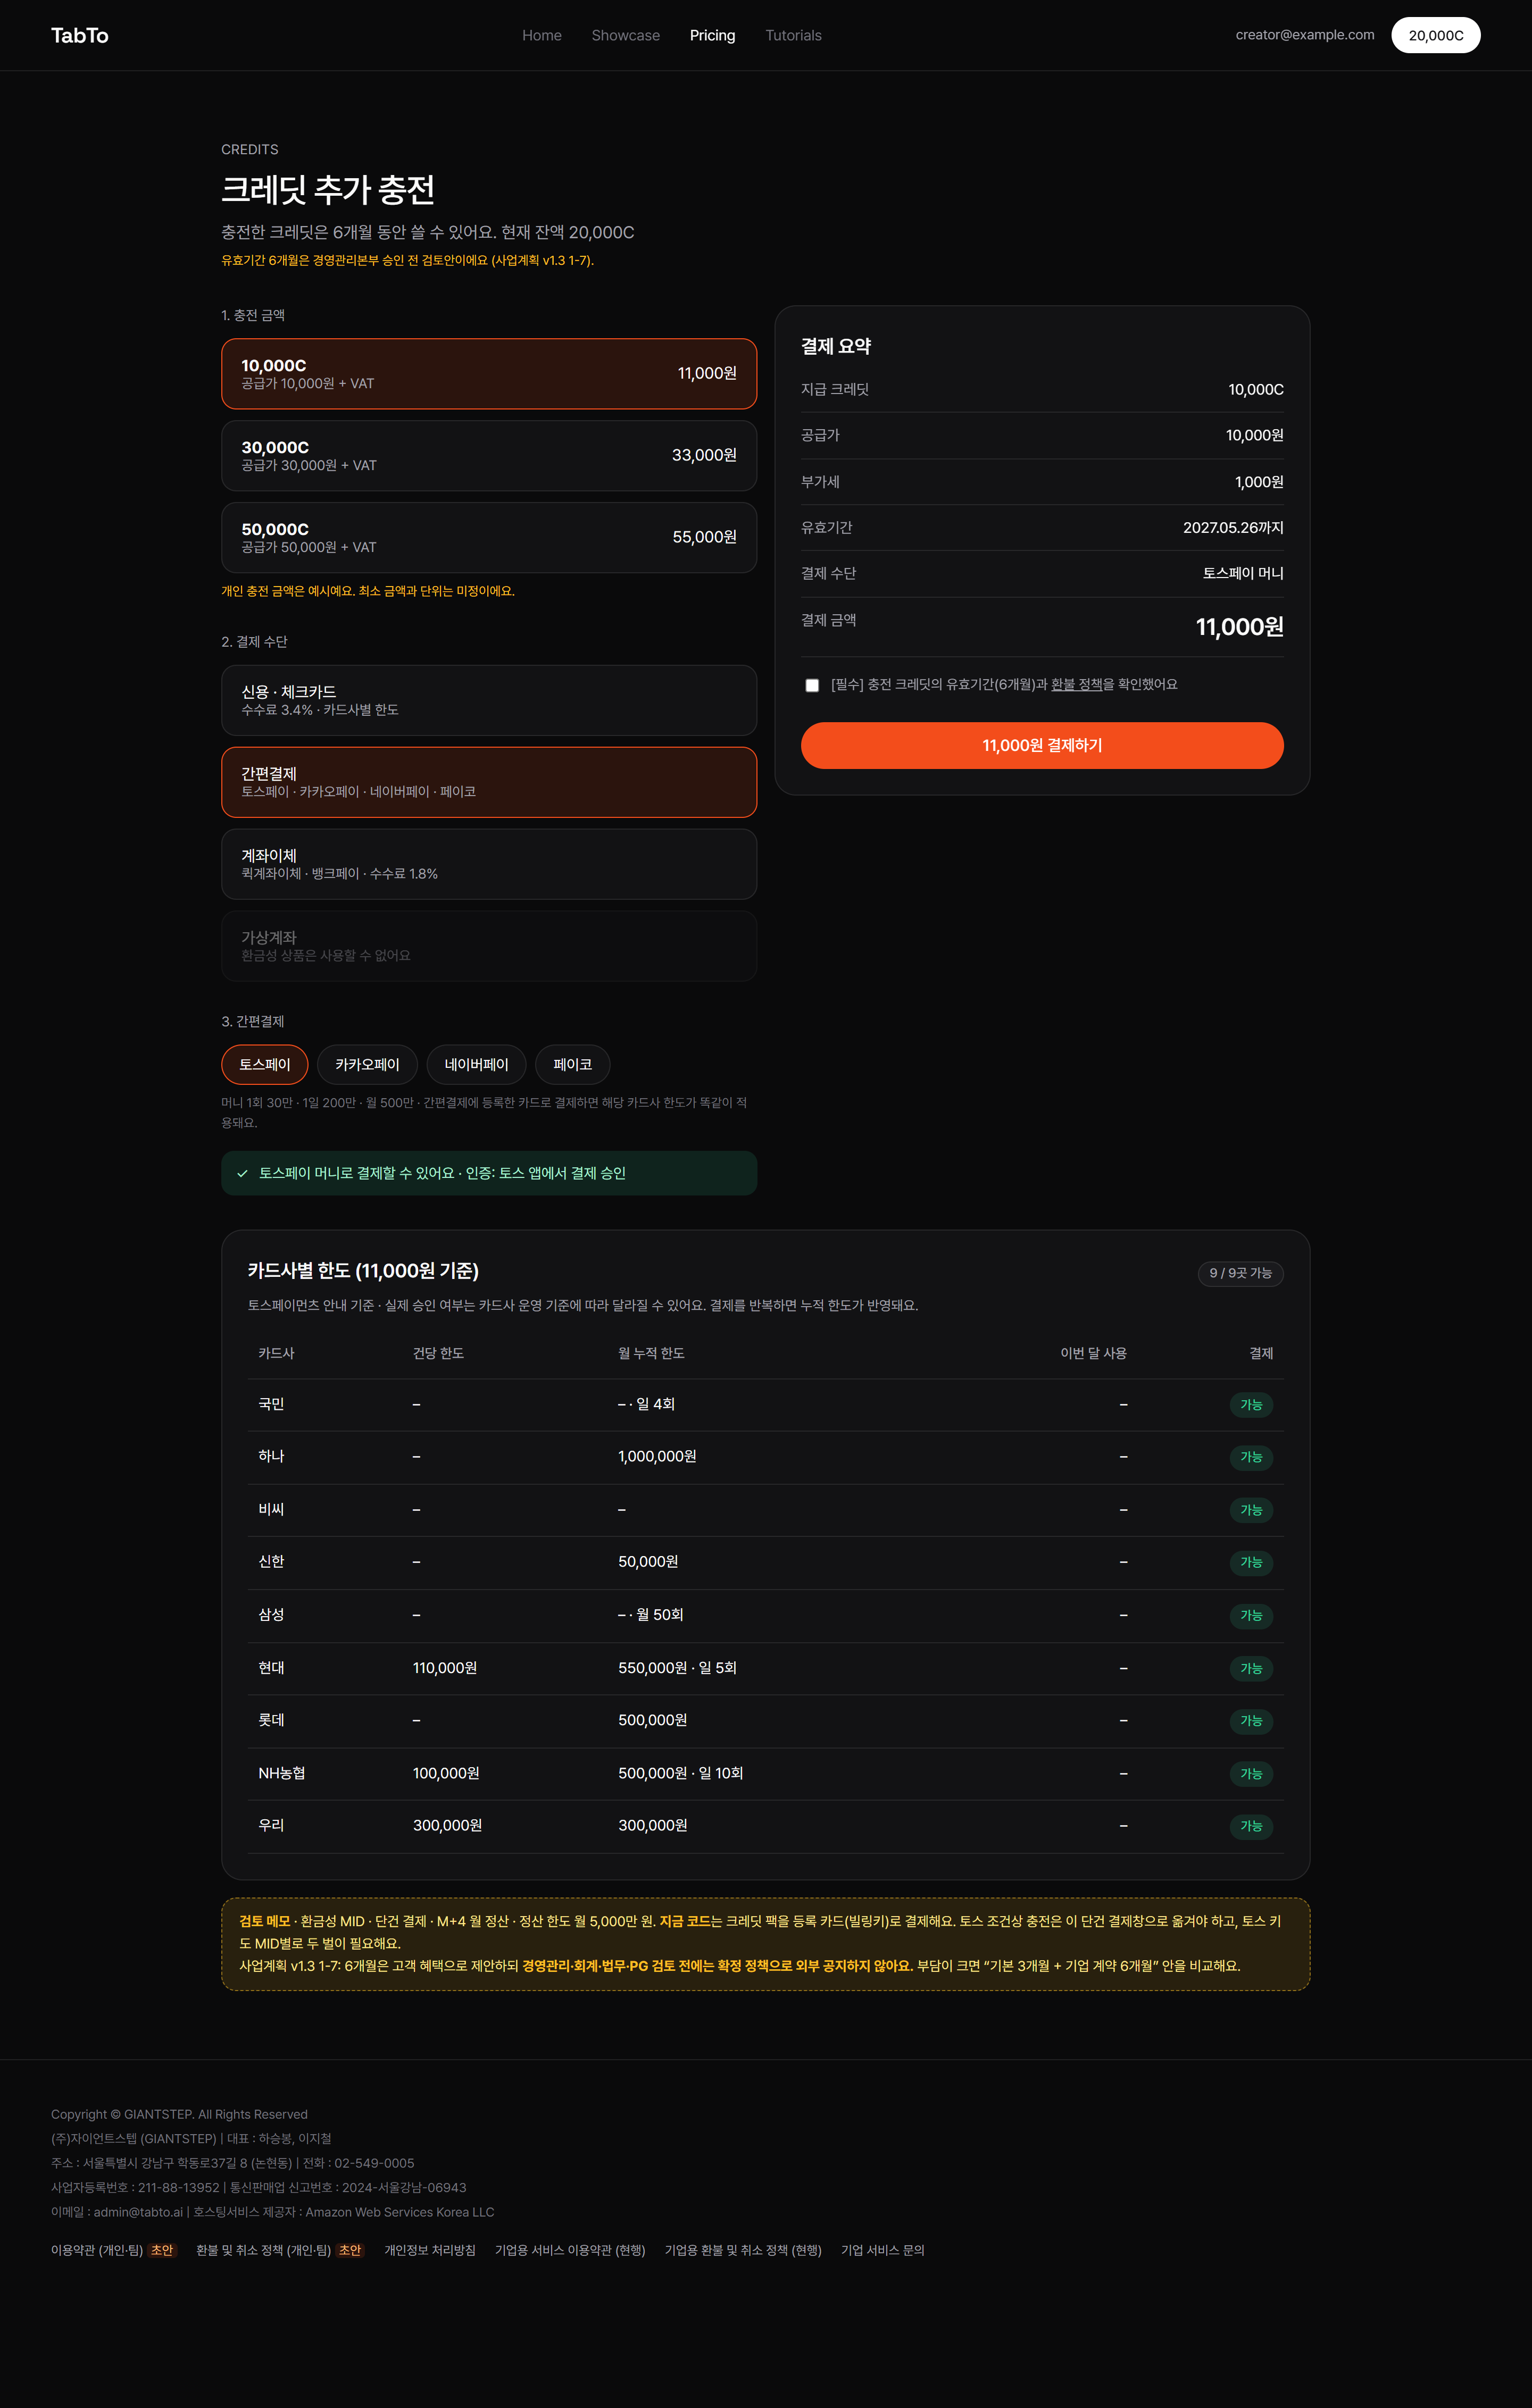 TabTo
Home Showcase Pricing Tutorials
creator@example.com 20,000C
CREDITS
크레딧 추가 충전
충전한 크레딧은 6개월 동안 쓸 수 있어요. 현재 잔액 20,000C
유효기간 6개월은 경영관리본부 승인 전 검토안이에요 (사업계획 v1.3 1-7).
1. 충전 금액
10,000C
공급가 10,000원 + VAT
11,000원
30,000C
공급가 30,000원 + VAT
33,000원
50,000C
공급가 50,000원 + VAT
55,000원
개인 충전 금액은 예시예요. 최소 금액과 단위는 미정이에요.
2. 결제 수단
신용 · 체크카드
수수료 3.4% · 카드사별 한도
간편결제
토스페이 · 카카오페이 · 네이버페이 · 페이코
계좌이체
퀵계좌이체 · 뱅크페이 · 수수료 1.8%
가상계좌
환금성 상품은 사용할 수 없어요
3. 간편결제
토스페이 카카오페이 네이버페이 페이코
머니 1회 30만 · 1일 200만 · 월 500만 · 간편결제에 등록한 카드로 결제하면 해당 카드사 한도가 똑같이 적
용돼요.
✓ 토스페이 머니로 결제할 수 있어요 · 인증: 토스 앱에서 결제 승인
결제 요약
지급 크레딧 10,000C
공급가 10,000원
부가세 1,000원
유효기간 2027.05.26까지
결제 수단 토스페이 머니
결제 금액 11,000원
[필수] 충전 크레딧의 유효기간(6개월)과 환불 정책을 확인했어요
11,000원 결제하기
카드사별 한도 (11,000원 기준)
9 / 9곳 가능
토스페이먼츠 안내 기준 · 실제 승인 여부는 카드사 운영 기준에 따라 달라질 수 있어요. 결제를 반복하면 누적 한도가 반영돼요.
카드사 건당 한도 월 누적 한도 이번 달 사용 결제
국민 – – · 일 4회 – 가능
하나 – 1,000,000원 – 가능
비씨 – – – 가능
신한 – 50,000원 – 가능
삼성 – – · 월 50회 – 가능
현대 110,000원 550,000원 · 일 5회 – 가능
롯데 – 500,000원 – 가능
NH농협 100,000원 500,000원 · 일 10회 – 가능
우리 300,000원 300,000원 – 가능
검토 메모 · 환금성 MID · 단건 결제 · M+4 월 정산 · 정산 한도 월 5,000만 원. 지금 코드는 크레딧 팩을 등록 카드(빌링키)로 결제해요. 토스 조건상 충전은 이 단건 결제창으로 옮겨야 하고, 토스 키
도 MID별로 두 벌이 필요해요.
사업계획 v1.3 1-7: 6개월은 고객 혜택으로 제안하되 경영관리·회계·법무·PG 검토 전에는 확정 정책으로 외부 공지하지 않아요. 부담이 크면 “기본 3개월 + 기업 계약 6개월” 안을 비교해요.
Copyright © GIANTSTEP. All Rights Reserved
(주)자이언트스텝 (GIANTSTEP) | 대표 : 하승봉, 이지철
주소 : 서울특별시 강남구 학동로37길 8 (논현동) | 전화 : 02-549-0005
사업자등록번호 : 211-88-13952 | 통신판매업 신고번호 : 2024-서울강남-06943
이메일 : admin@tabto.ai | 호스팅서비스 제공자 : Amazon Web Services Korea LLC
이용약관 (개인·팀) 초안 환불 및 취소 정책 (개인·팀) 초안 개인정보 처리방침 기업용 서비스 이용약관 (현행) 기업용 환불 및 취소 정책 (현행) 기업 서비스 문의